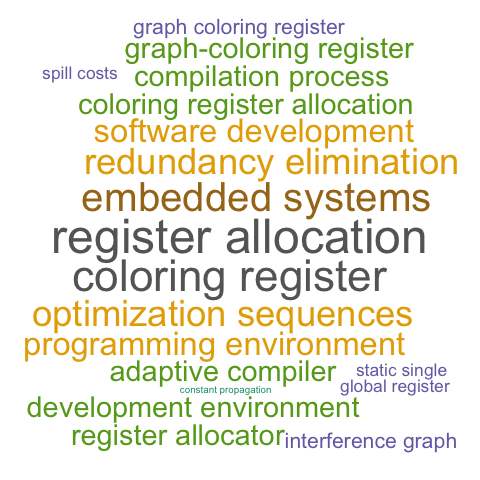 graph coloring register
graph-coloring register
spill costs
compilation process
coloring register allocation
software development
redundancy elimination
embedded systems
register allocation
coloring register
optimization sequences
programming environment
adaptive compiler
static single
constant propagation
global register
development environment
register allocator
interference graph